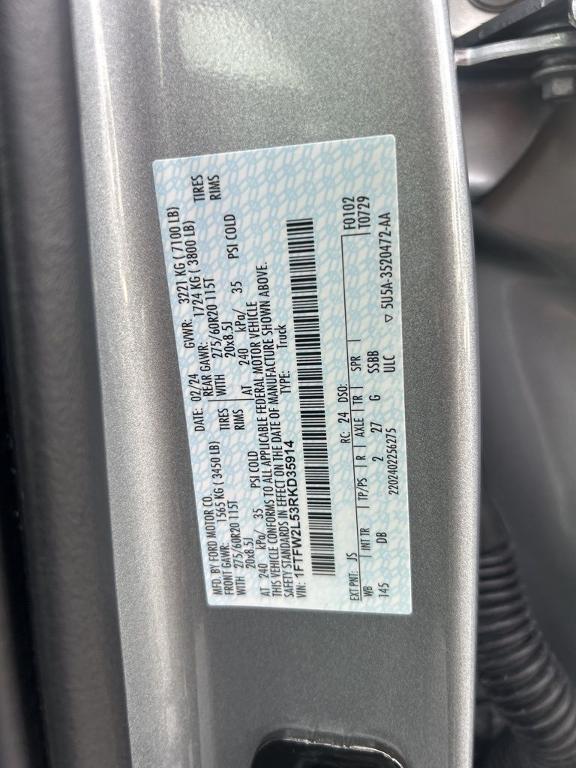 MFD. BY FORD MOTOR CO.
DATE: 02/24 GVWR: 3221 KG ( 7100 LB)
FRONT GAWR: 1565 KG ( 3450 LB) REAR GAWR: 1724 KG ( 3800 LB)
WITH 275/60R20 115T TIRES WITH 275/60R20 115T TIRES
20x8.5J RIMS 20x8.5J RIMS
AT 240 kPa/ 35 PSI COLD AT 240 kPa/ 35 PSI COLD
THIS VEHICLE CONFORMS TO ALL APPLICABLE FEDERAL MOTOR VEHICLE
SAFETY STANDARDS IN EFFECT ON THE DATE OF MANUFACTURE SHOWN ABOVE.
VIN: 1FTFW2L53RKD35914 TYPE: Truck
F0102
T0729
EXT PNT: JS RC: 24 DSO:
WB INT TR TP/PS R AXLE TR SPR
145 DB 2 27 G SSBB
2202402256275 ULC ▽ 5U5A-3520472-AA